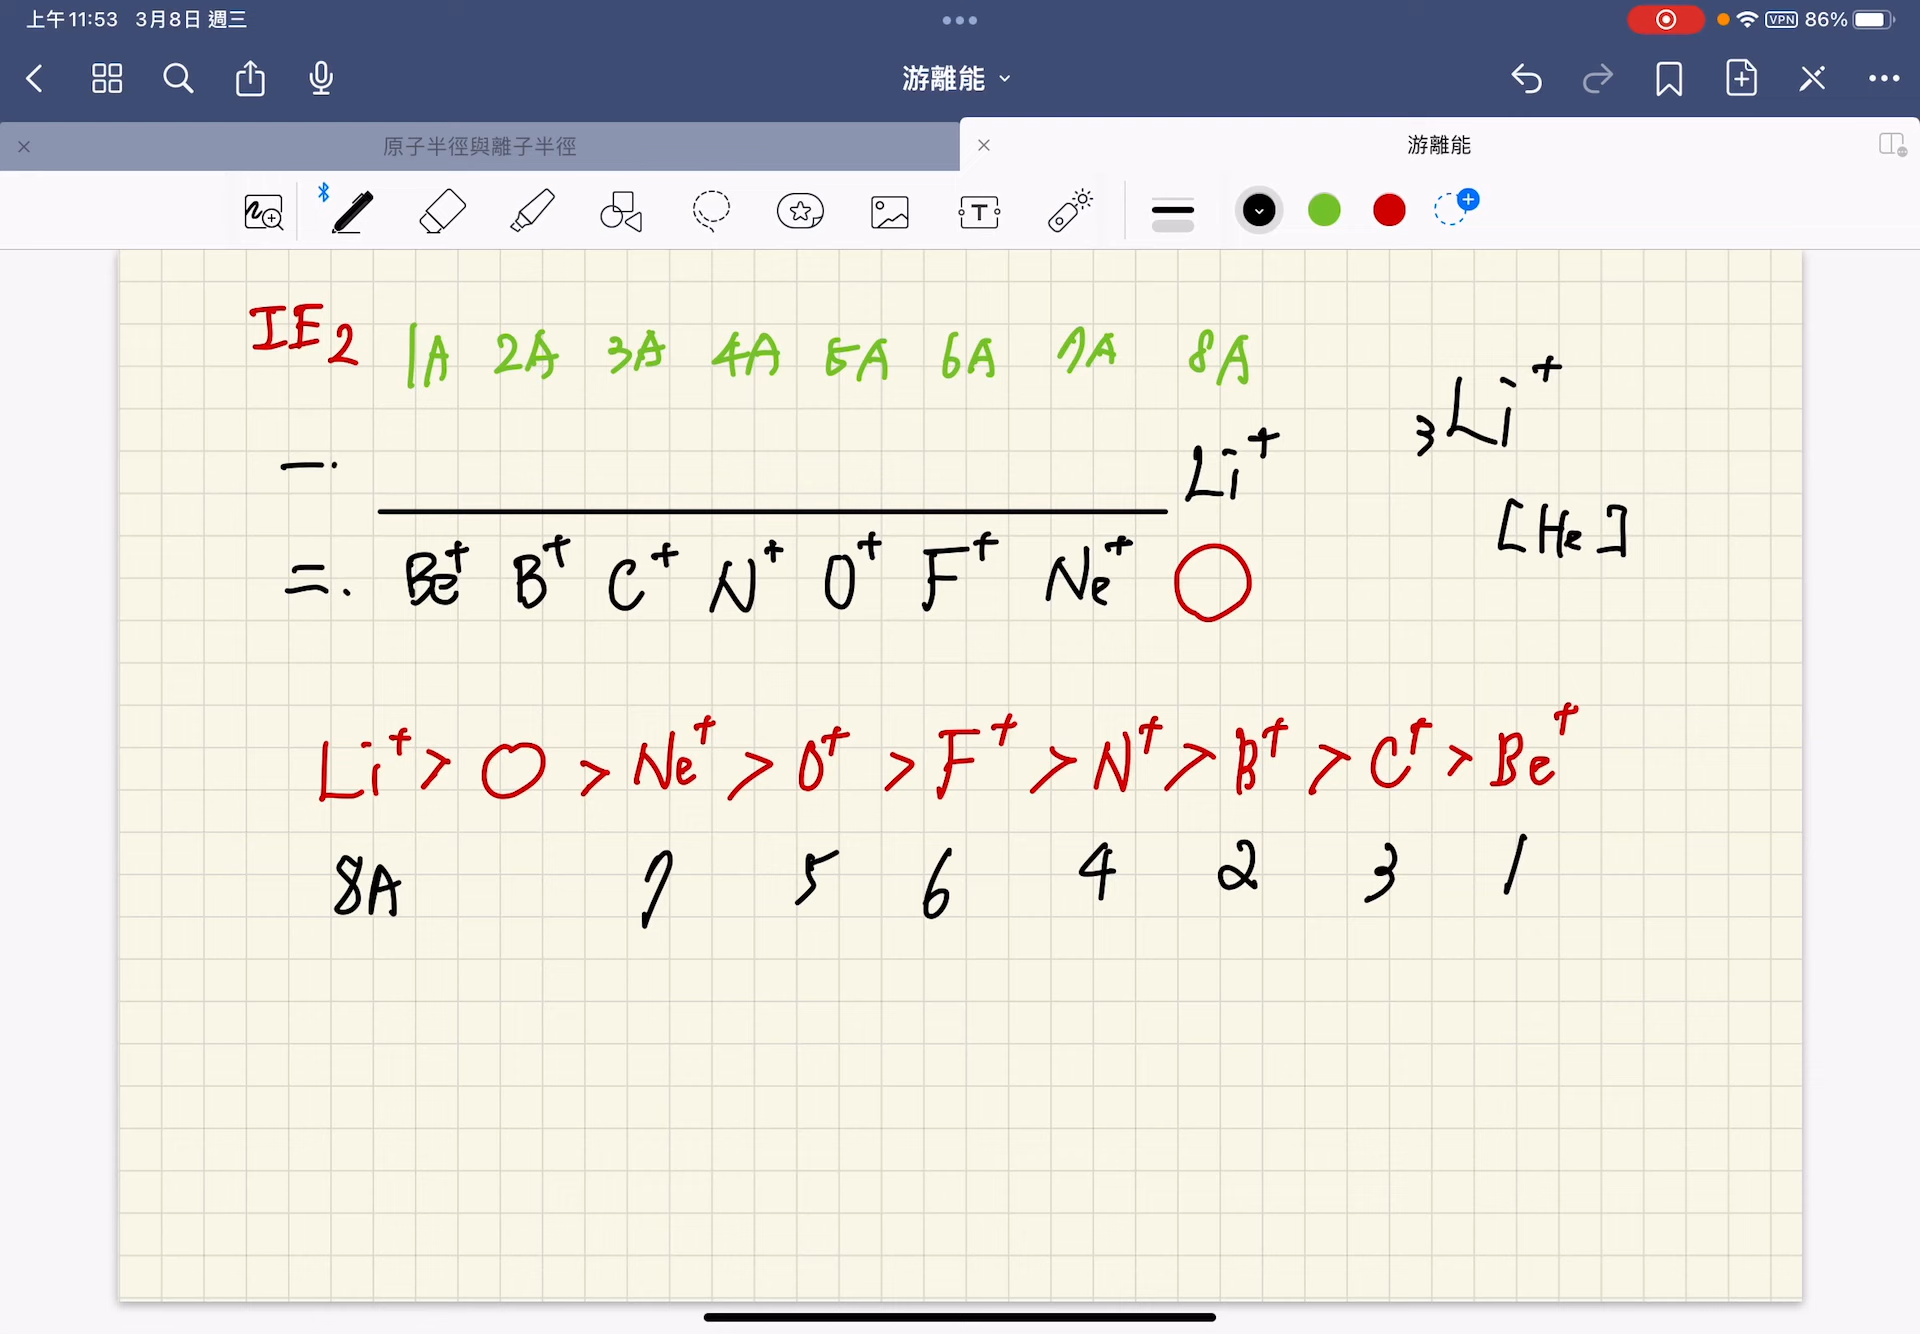 上午11:53 3月8日 週三
VPN 86%
游離能
原子半徑與離子半徑
游離能
IE₂ 1A 2A 3A 4A 5A 6A 7A 8A
一. Li⁺ ₃Li⁺
[He]
二. Be⁺ B⁺ C⁺ N⁺ O⁺ F⁺ Ne⁺
Li⁺ > ○ > Ne⁺ > O⁺ > F⁺ > N⁺ > B⁺ > C⁺ > Be⁺
8A 7 5 6 4 2 3 1